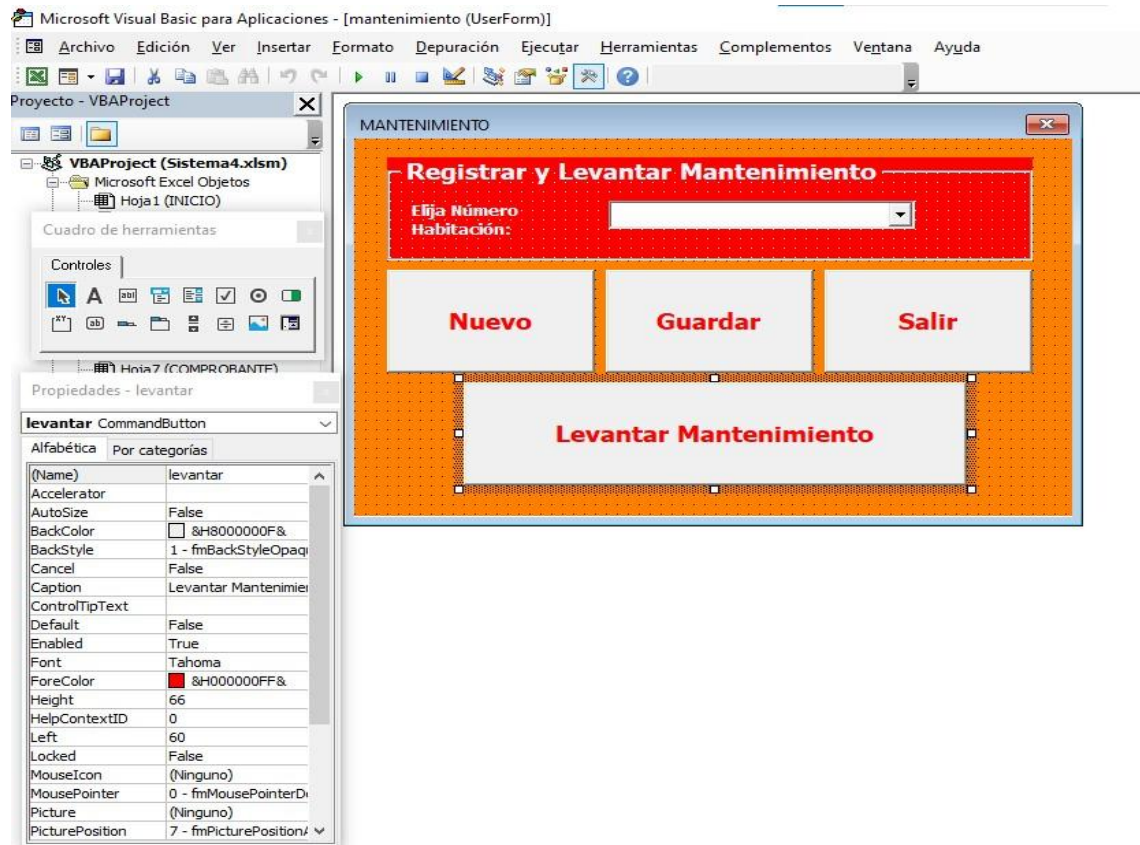 Microsoft Visual Basic para Aplicaciones - [mantenimiento (UserForm)]
Archivo Edición Ver Insertar Formato Depuración Ejecutar Herramientas Complementos Ventana Ayuda
Proyecto - VBAProject
VBAProject (Sistema4.xlsm)
Microsoft Excel Objetos
Hoja1 (INICIO)
Cuadro de herramientas
Controles
Hoja7 (COMPROBANTE)
Propiedades - levantar
levantar CommandButton
Alfabética Por categorías
(Name) levantar
Accelerator
AutoSize False
BackColor &H8000000F&
BackStyle 1 - fmBackStyleOpaqu
Cancel False
Caption Levantar Mantenimie
ControlTipText
Default False
Enabled True
Font Tahoma
ForeColor &H000000FF&
Height 66
HelpContextID 0
Left 60
Locked False
MouseIcon (Ninguno)
MousePointer 0 - fmMousePointerD
Picture (Ninguno)
PicturePosition 7 - fmPicturePositionA
MANTENIMIENTO
Registrar y Levantar Mantenimiento
Elija Número
Habitación:
Nuevo Guardar Salir
Levantar Mantenimiento